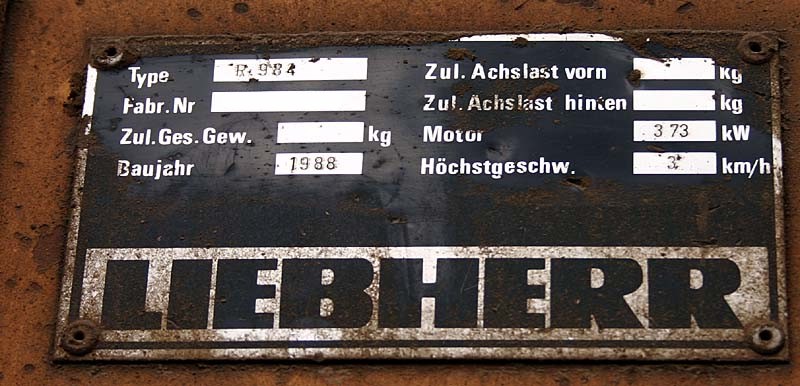 Type R 984 Zul. Achslast vorn kg
Fabr. Nr Zul. Achslast hinten kg
Zul. Ges. Gew. kg Motor 373 kW
Baujahr 1988 Höchstgeschw. 3 km/h
LIEBHERR